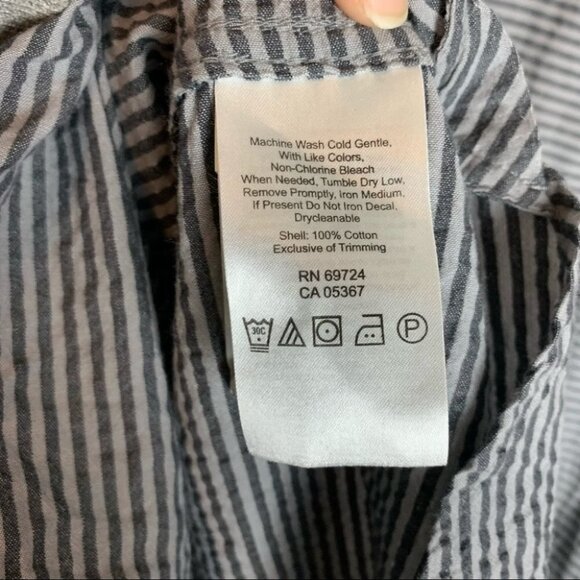 Machine Wash Cold Gentle,
With Like Colors,
Non-Chlorine Bleach
When Needed, Tumble Dry Low,
Remove Promptly, Iron Medium,
If Present Do Not Iron Decal,
Drycleanable
Shell: 100% Cotton
Exclusive of Trimming
RN 69724
CA 05367
30C P